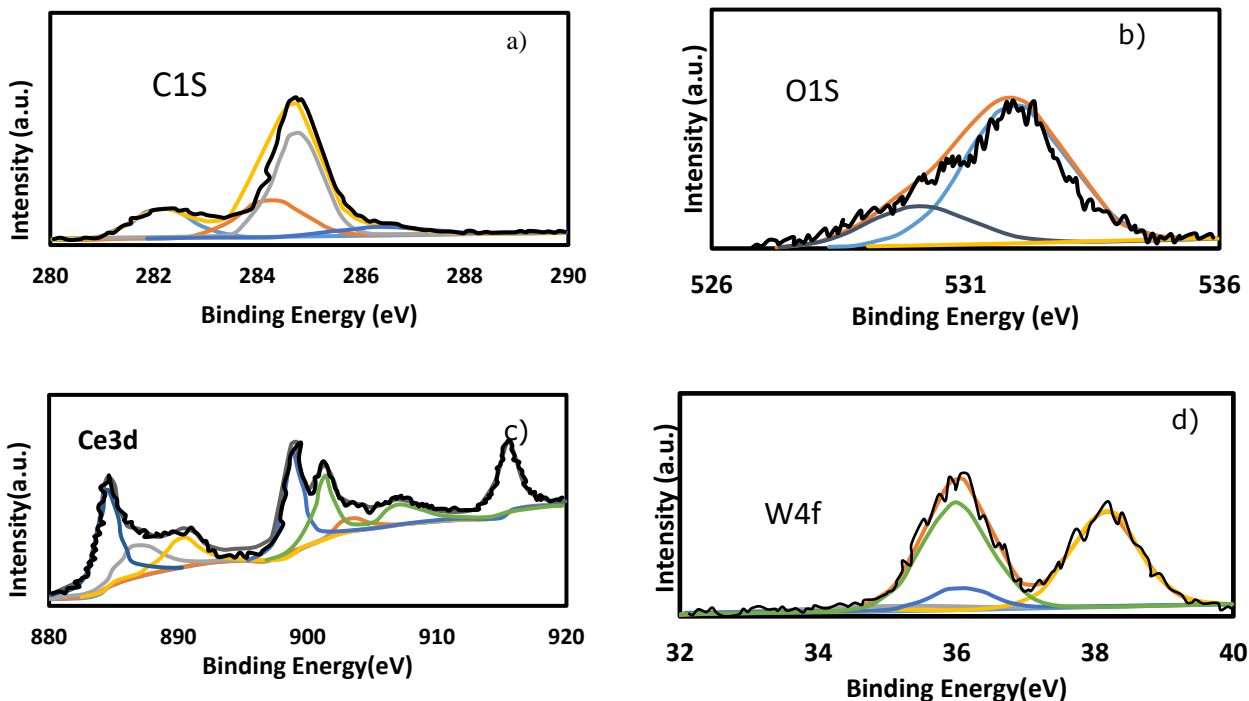 a)
C1S
Intensity (a.u.)
280 282 284 286 288 290
Binding Energy (eV)
b)
O1S
Intensity (a.u.)
526 531 536
Binding Energy (eV)
c)
Ce3d
Intensity(a.u.)
880 890 900 910 920
Binding Energy(eV)
d)
W4f
Intensity (a.u.)
32 34 36 38 40
Binding Energy(eV)